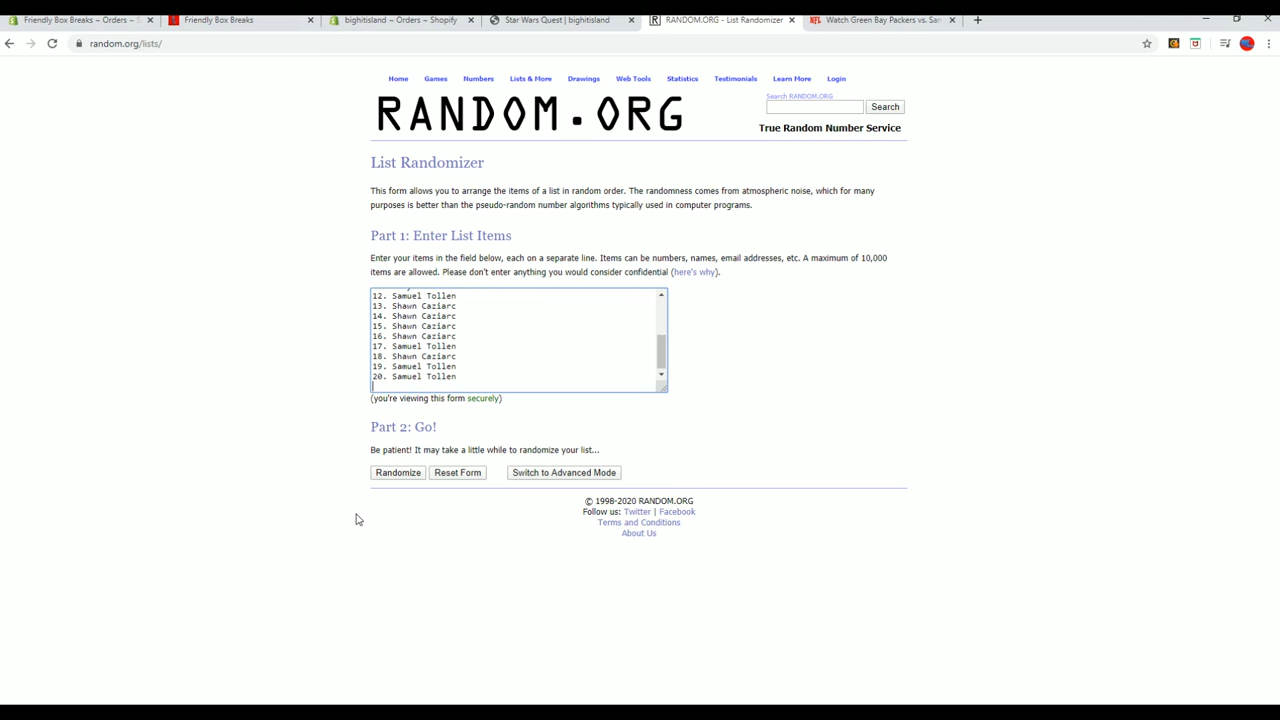 Friendly Box Breaks ~ Orders ~ S
Friendly Box Breaks
bighitisland ~ Orders ~ Shopify
Star Wars Quest | bighitisland
RANDOM.ORG - List Randomizer
Watch Green Bay Packers vs. San
random.org/lists/
Home Games Numbers Lists & More Drawings Web Tools Statistics Testimonials Learn More Login
RANDOM.ORG
Search RANDOM.ORG
Search
True Random Number Service
List Randomizer
This form allows you to arrange the items of a list in random order. The randomness comes from atmospheric noise, which for many
purposes is better than the pseudo-random number algorithms typically used in computer programs.
Part 1: Enter List Items
Enter your items in the field below, each on a separate line. Items can be numbers, names, email addresses, etc. A maximum of 10,000
items are allowed. Please don't enter anything you would consider confidential (here's why).
12. Samuel Tollen
13. Shawn Caziarc
14. Shawn Caziarc
15. Shawn Caziarc
16. Shawn Caziarc
17. Samuel Tollen
18. Shawn Caziarc
19. Samuel Tollen
20. Samuel Tollen
(you're viewing this form securely)
Part 2: Go!
Be patient! It may take a little while to randomize your list...
Randomize Reset Form Switch to Advanced Mode
© 1998-2020 RANDOM.ORG
Follow us: Twitter | Facebook
Terms and Conditions
About Us